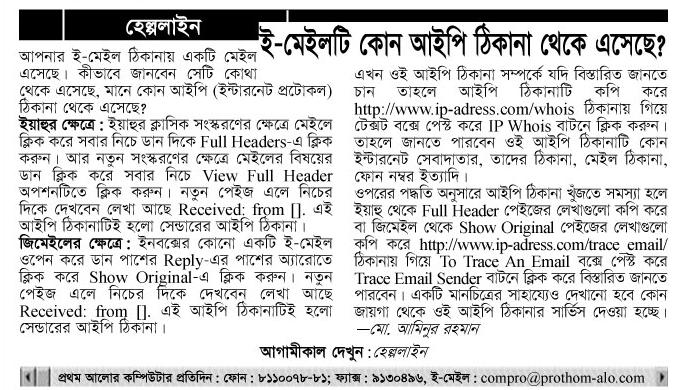 হেল্পলাইন
ই-মেইলটি কোন আইপি ঠিকানা থেকে এসেছে?
আপনার ই-মেইল ঠিকানায় একটি মেইল
এসেছে। কীভাবে জানবেন সেটি কোথা
থেকে এসেছে, মানে কোন আইপি (ইন্টারনেট প্রটোকল)
ঠিকানা থেকে এসেছে?
ইয়াহুর ক্ষেত্রে : ইয়াহুর ক্লাসিক সংস্করণের ক্ষেত্রে মেইলে
ক্লিক করে সবার নিচে ডান দিকে Full Headers-এ ক্লিক
করুন। আর নতুন সংস্করণের ক্ষেত্রে মেইলের বিষয়ের
ডান ক্লিক করে সবার নিচে View Full Header
অপশনটিতে ক্লিক করুন। নতুন পেইজ এলে নিচের
দিকে দেখবেন লেখা আছে Received: from []. এই
আইপি ঠিকানাটিই হলো সেন্ডারের আইপি ঠিকানা।
জিমেইলের ক্ষেত্রে : ইনবক্সের কোনো একটি ই-মেইল
ওপেন করে ডান পাশের Reply-এর পাশের অ্যারোতে
ক্লিক করে Show Original-এ ক্লিক করুন। নতুন
পেইজ এলে নিচের দিকে দেখবেন লেখা আছে
Received: from []. এই আইপি ঠিকানাটিই হলো
সেন্ডারের আইপি ঠিকানা।
এখন ওই আইপি ঠিকানা সম্পর্কে যদি বিস্তারিত জানতে
চান তাহলে আইপি ঠিকানাটি কপি করে
http://www.ip-adress.com/whois ঠিকানায় গিয়ে
টেক্সট বক্সে পেস্ট করে IP Whois বাটনে ক্লিক করুন।
তাহলে জানতে পারবেন ওই আইপি ঠিকানাটি কোন
ইন্টারনেট সেবাদাতার, তাদের ঠিকানা, মেইল ঠিকানা,
ফোন নম্বর ইত্যাদি।
ওপরের পদ্ধতি অনুসারে আইপি ঠিকানা খুঁজতে সমস্যা হলে
ইয়াহু থেকে Full Header পেইজের লেখাগুলো কপি করে
বা জিমেইল থেকে Show Original পেইজের লেখাগুলো
কপি করে http://www.ip-adress.com/trace_email/
ঠিকানায় গিয়ে To Trace An Email বক্সে পেস্ট করে
Trace Email Sender বাটনে ক্লিক করে বিস্তারিত জানতে
পারবেন। একটি মানচিত্রের সাহায্যেও দেখানো হবে কোন
জায়গা থেকে ওই আইপি ঠিকানার সার্ভিস দেওয়া হচ্ছে।
—মো. আমিনুর রহমান
আগামীকাল দেখুন : হেল্পলাইন
প্রথম আলোর কম্পিউটার প্রতিদিন : ফোন : ৮১১০০৭৮-৮১; ফ্যাক্স : ৯১৩০৪৯৬, ই-মেইল : compro@prothom-alo.com